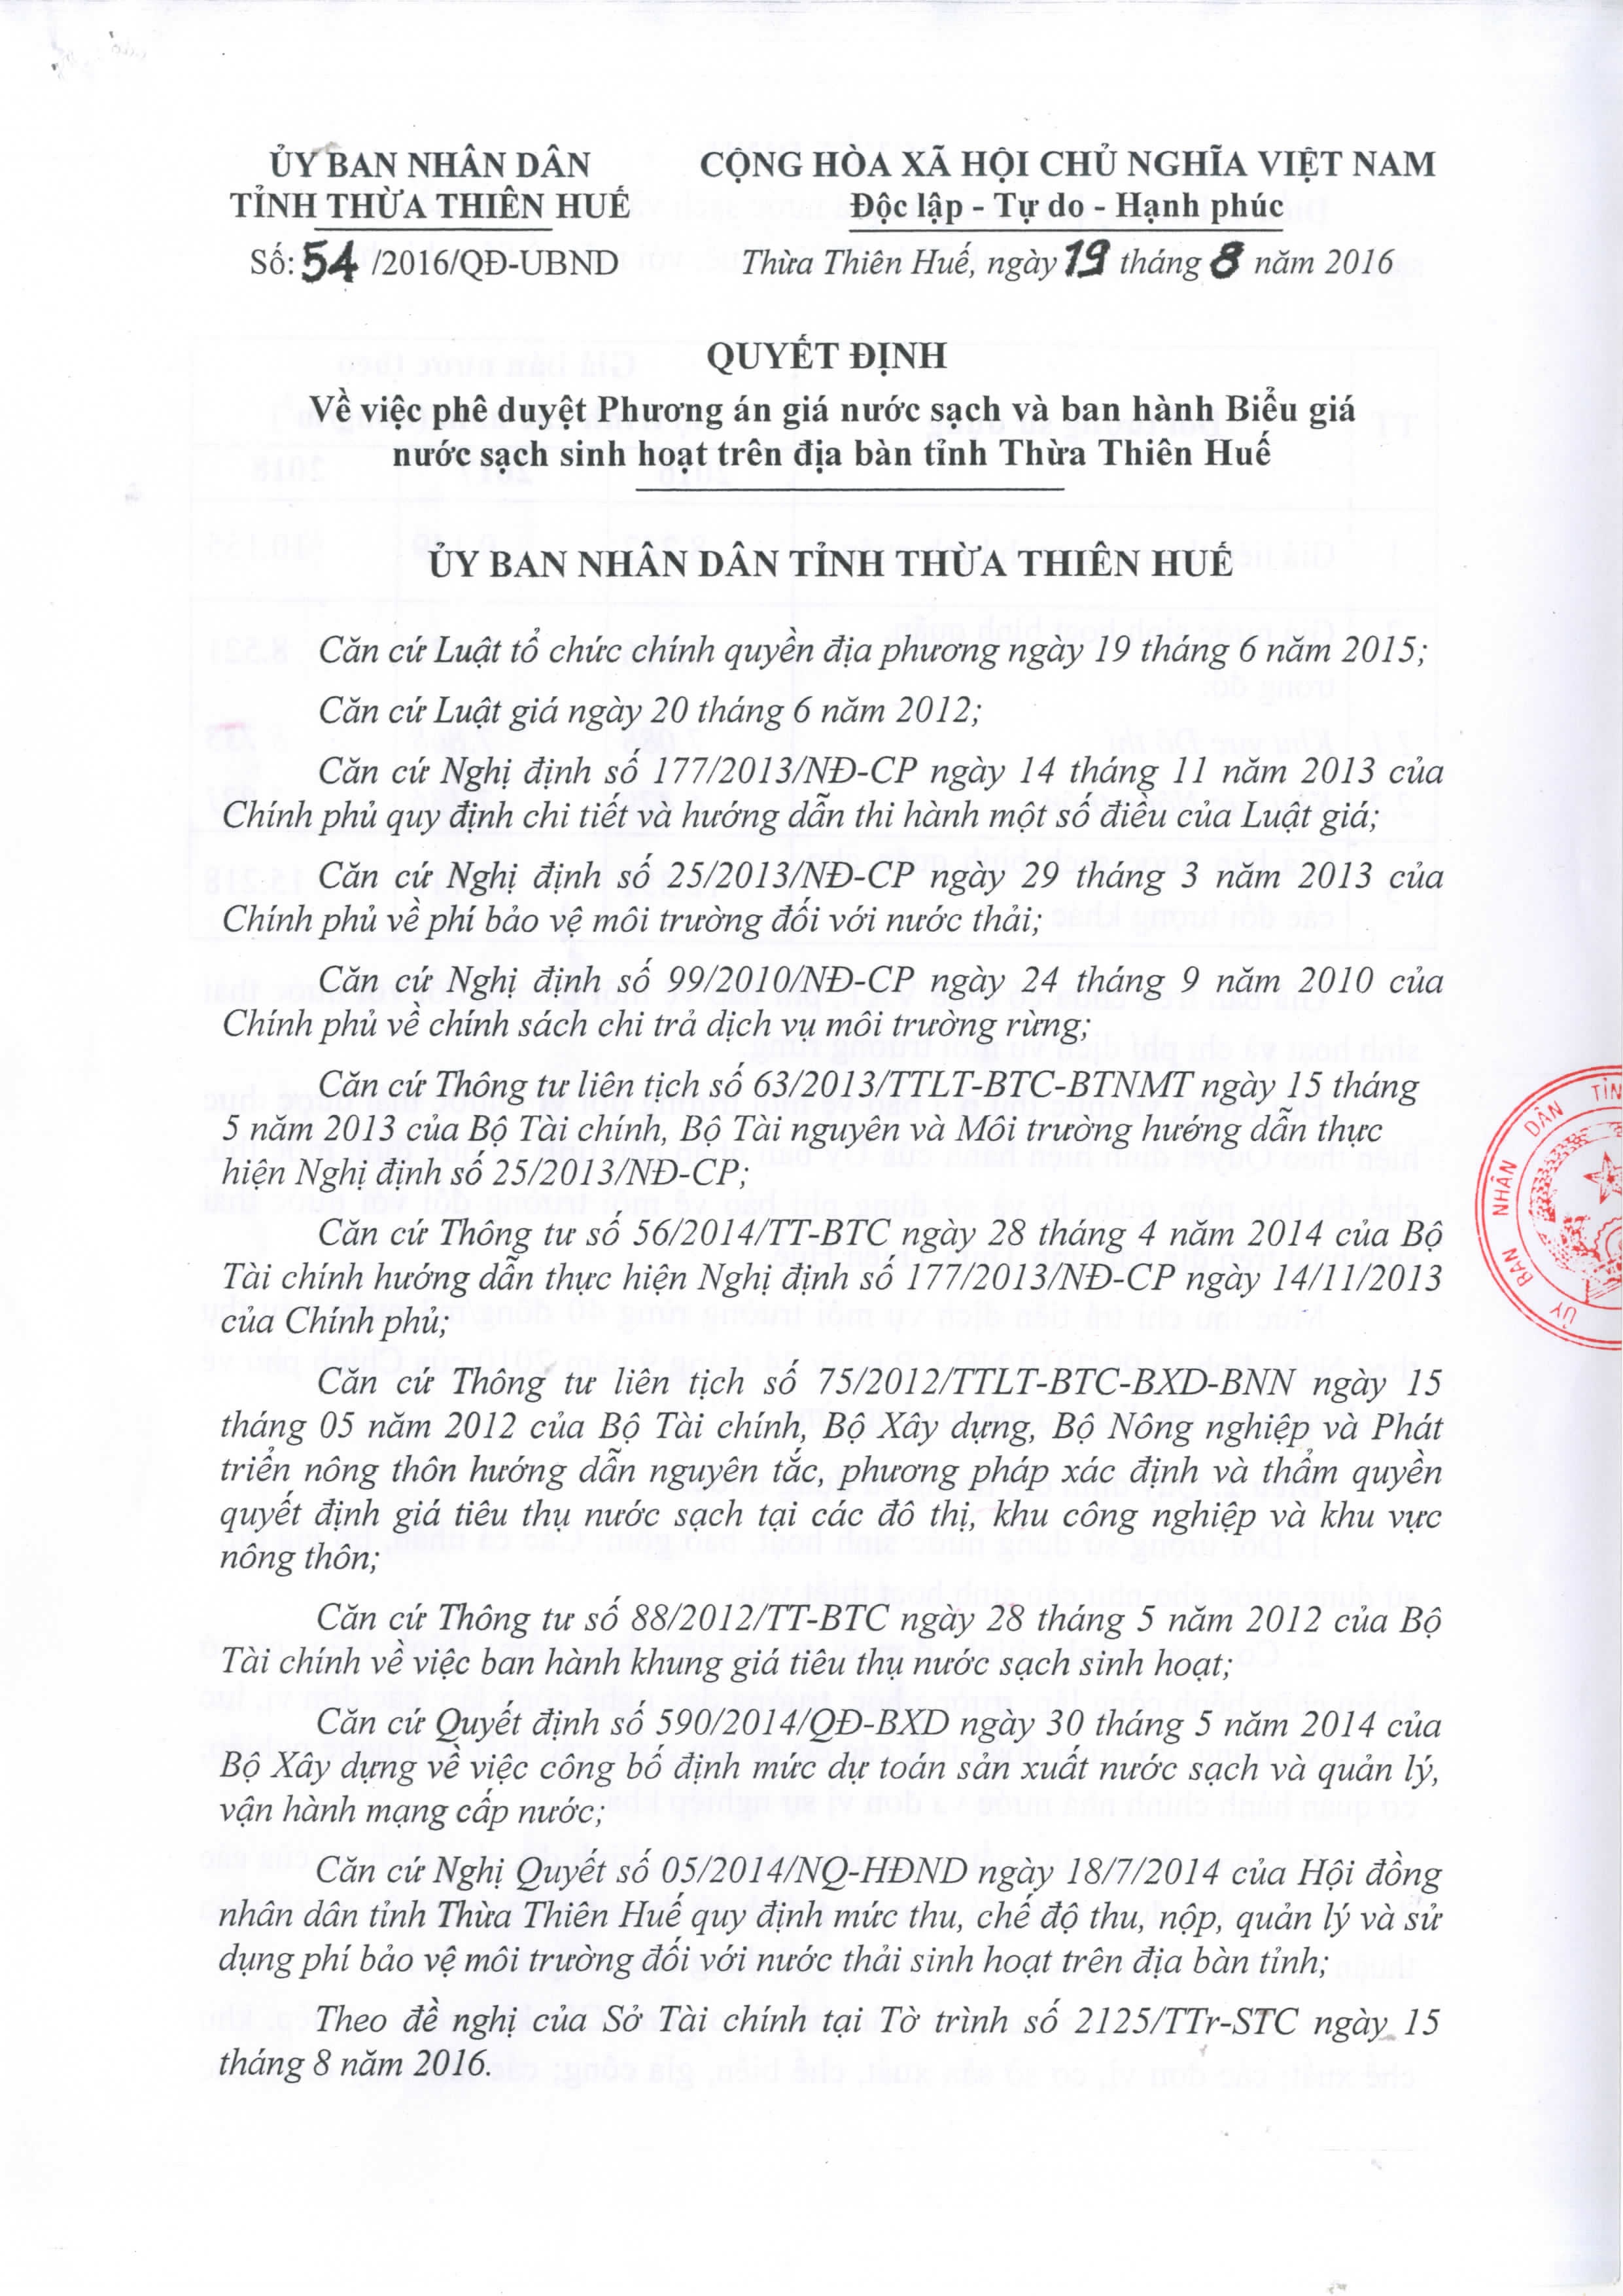 ỦY BAN NHÂN DÂN
TỈNH THỪA THIÊN HUẾ
Số: 54 /2016/QĐ-UBND
CỘNG HÒA XÃ HỘI CHỦ NGHĨA VIỆT NAM
Độc lập - Tự do - Hạnh phúc
Thừa Thiên Huế, ngày 19 tháng 8 năm 2016
QUYẾT ĐỊNH
Về việc phê duyệt Phương án giá nước sạch và ban hành Biểu giá
nước sạch sinh hoạt trên địa bàn tỉnh Thừa Thiên Huế
ỦY BAN NHÂN DÂN TỈNH THỪA THIÊN HUẾ
Căn cứ Luật tổ chức chính quyền địa phương ngày 19 tháng 6 năm 2015;
Căn cứ Luật giá ngày 20 tháng 6 năm 2012;
Căn cứ Nghị định số 177/2013/NĐ-CP ngày 14 tháng 11 năm 2013 của
Chính phủ quy định chi tiết và hướng dẫn thi hành một số điều của Luật giá;
Căn cứ Nghị định số 25/2013/NĐ-CP ngày 29 tháng 3 năm 2013 của
Chính phủ về phí bảo vệ môi trường đối với nước thải;
Căn cứ Nghị định số 99/2010/NĐ-CP ngày 24 tháng 9 năm 2010 của
Chính phủ về chính sách chi trả dịch vụ môi trường rừng;
Căn cứ Thông tư liên tịch số 63/2013/TTLT-BTC-BTNMT ngày 15 tháng
5 năm 2013 của Bộ Tài chính, Bộ Tài nguyên và Môi trường hướng dẫn thực
hiện Nghị định số 25/2013/NĐ-CP;
Căn cứ Thông tư số 56/2014/TT-BTC ngày 28 tháng 4 năm 2014 của Bộ
Tài chính hướng dẫn thực hiện Nghị định số 177/2013/NĐ-CP ngày 14/11/2013
của Chính phủ;
Căn cứ Thông tư liên tịch số 75/2012/TTLT-BTC-BXD-BNN ngày 15
tháng 05 năm 2012 của Bộ Tài chính, Bộ Xây dựng, Bộ Nông nghiệp và Phát
triển nông thôn hướng dẫn nguyên tắc, phương pháp xác định và thẩm quyền
quyết định giá tiêu thụ nước sạch tại các đô thị, khu công nghiệp và khu vực
nông thôn;
Căn cứ Thông tư số 88/2012/TT-BTC ngày 28 tháng 5 năm 2012 của Bộ
Tài chính về việc ban hành khung giá tiêu thụ nước sạch sinh hoạt;
Căn cứ Quyết định số 590/2014/QĐ-BXD ngày 30 tháng 5 năm 2014 của
Bộ Xây dựng về việc công bố định mức dự toán sản xuất nước sạch và quản lý,
vận hành mạng cấp nước;
Căn cứ Nghị Quyết số 05/2014/NQ-HĐND ngày 18/7/2014 của Hội đồng
nhân dân tỉnh Thừa Thiên Huế quy định mức thu, chế độ thu, nộp, quản lý và sử
dụng phí bảo vệ môi trường đối với nước thải sinh hoạt trên địa bàn tỉnh;
Theo đề nghị của Sở Tài chính tại Tờ trình số 2125/TTr-STC ngày 15
tháng 8 năm 2016.
ỦY BAN NHÂN DÂN TỈN